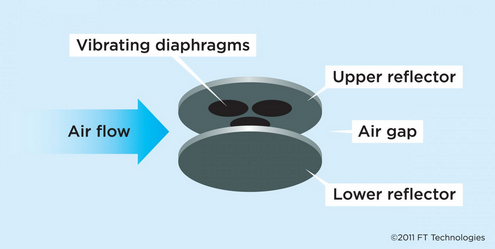 Vibrating diaphragms
Upper reflector
Air flow
Air gap
Lower reflector
©2011 FT Technologies